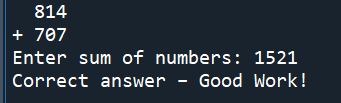 814
+ 707
Enter sum of numbers: 1521
Correct answer – Good Work!